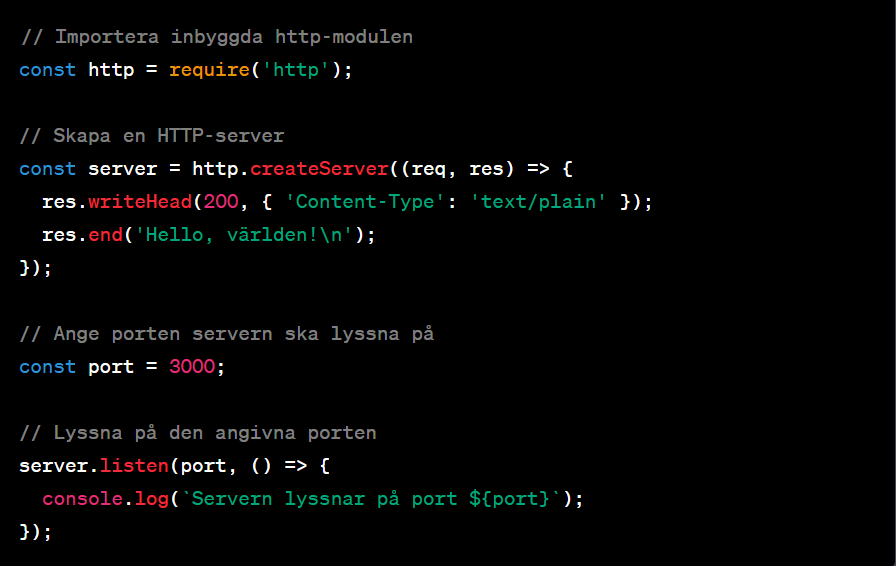 // Importera inbyggda http-modulen
const http = require('http');
// Skapa en HTTP-server
const server = http.createServer((req, res) => {
  res.writeHead(200, { 'Content-Type': 'text/plain' });
  res.end('Hello, världen!\n');
});
// Ange porten servern ska lyssna på
const port = 3000;
// Lyssna på den angivna porten
server.listen(port, () => {
  console.log(`Servern lyssnar på port ${port}`);
});